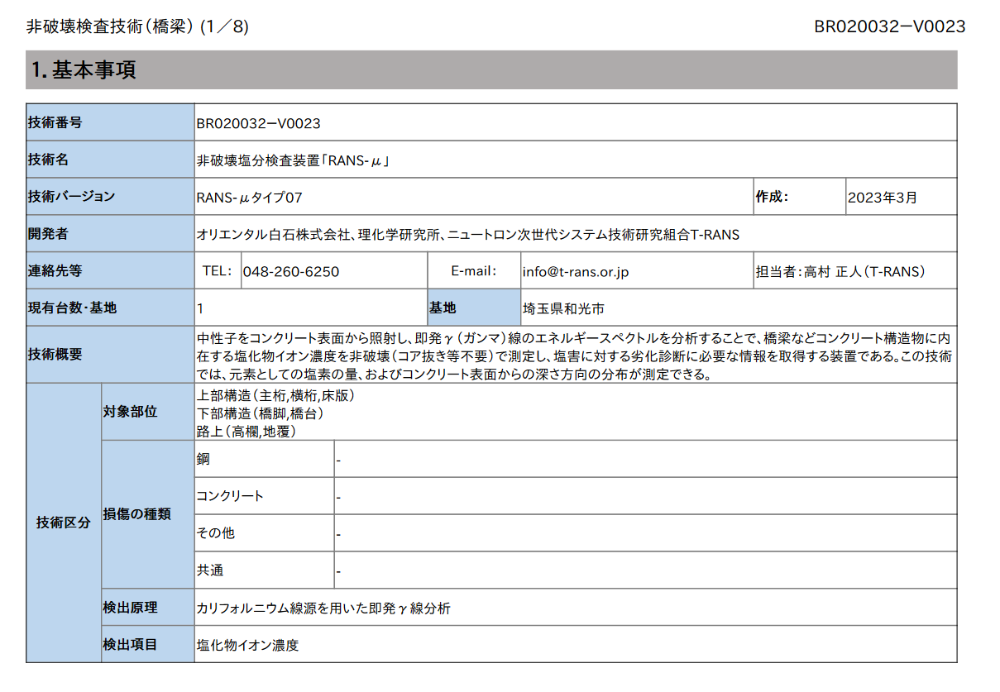 非破壊検査技術（橋梁） (1／8)
BR020032－V0023
1．基本事項
技術番号
BR020032－V0023
技術名
非破壊塩分検査装置「RANS-μ」
技術バージョン
RANS-μタイプ07
作成：
2023年3月
開発者
オリエンタル白石株式会社、理化学研究所、ニュートロン次世代システム技術研究組合T-RANS
連絡先等
TEL：
048-260-6250
E-mail：
info@t-rans.or.jp
担当者：高村 正人（T-RANS）
現有台数・基地
1
基地
埼玉県和光市
技術概要
中性子をコンクリート表面から照射し、即発γ（ガンマ）線のエネルギースペクトルを分析することで、橋梁などコンクリート構造物に内
在する塩化物イオン濃度を非破壊（コア抜き等不要）で測定し、塩害に対する劣化診断に必要な情報を取得する装置である。この技術
では、元素としての塩素の量、およびコンクリート表面からの深さ方向の分布が測定できる。
技術区分
対象部位
上部構造（主桁,横桁,床版）
下部構造（橋脚,橋台）
路上（高欄,地覆）
損傷の種類
鋼
-
コンクリート
-
その他
-
共通
-
検出原理
カリフォルニウム線源を用いた即発γ線分析
検出項目
塩化物イオン濃度